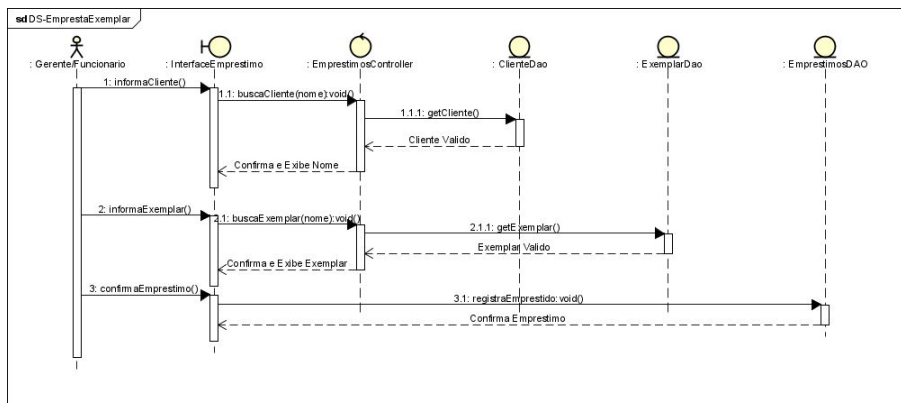 sd DS-EmprestaExemplar
: Gerente/Funcionario
: InterfaceEmprestimo
: EmprestimosController
: ClienteDao
: ExemplarDao
: EmprestimosDAO
1: informaCliente()
1.1: buscaCliente(nome):void()
1.1.1: getCliente()
Cliente Valido
Confirma e Exibe Nome
2: informaExemplar()
2.1: buscaExemplar(nome):void()
2.1.1: getExemplar()
Exemplar Valido
Confirma e Exibe Exemplar
3: confirmaEmprestimo()
3.1: registraEmprestido:void()
Confirma Emprestimo